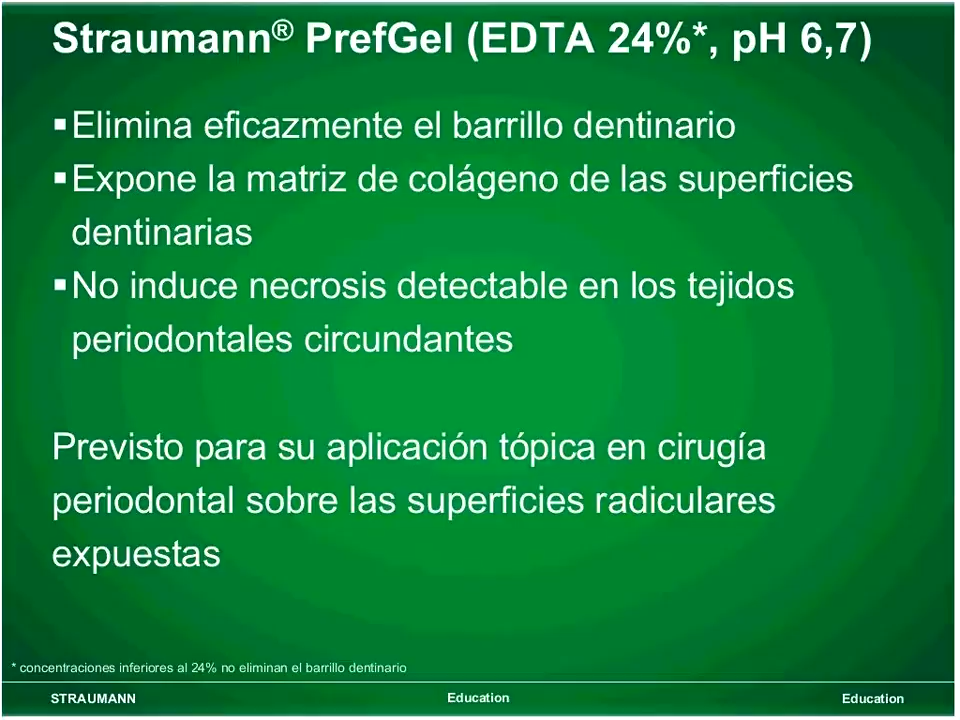 Straumann® PrefGel (EDTA 24%*, pH 6,7)
▪Elimina eficazmente el barrillo dentinario
▪Expone la matriz de colágeno de las superficies
dentinarias
▪No induce necrosis detectable en los tejidos
periodontales circundantes
Previsto para su aplicación tópica en cirugía
periodontal sobre las superficies radiculares
expuestas
* concentraciones inferiores al 24% no eliminan el barrillo dentinario
STRAUMANN Education Education